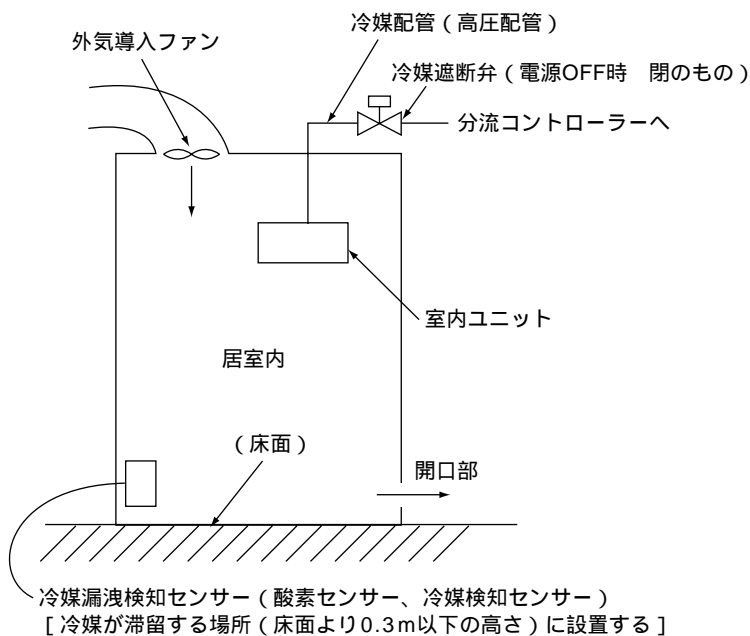 冷媒配管（高圧配管）
外気導入ファン
冷媒遮断弁（電源OFF時　閉のもの）
分流コントローラーへ
室内ユニット
居室内
（床面）
開口部
冷媒漏洩検知センサー（酸素センサー、冷媒検知センサー）
［冷媒が滞留する場所（床面より0.3m以下の高さ）に設置する］